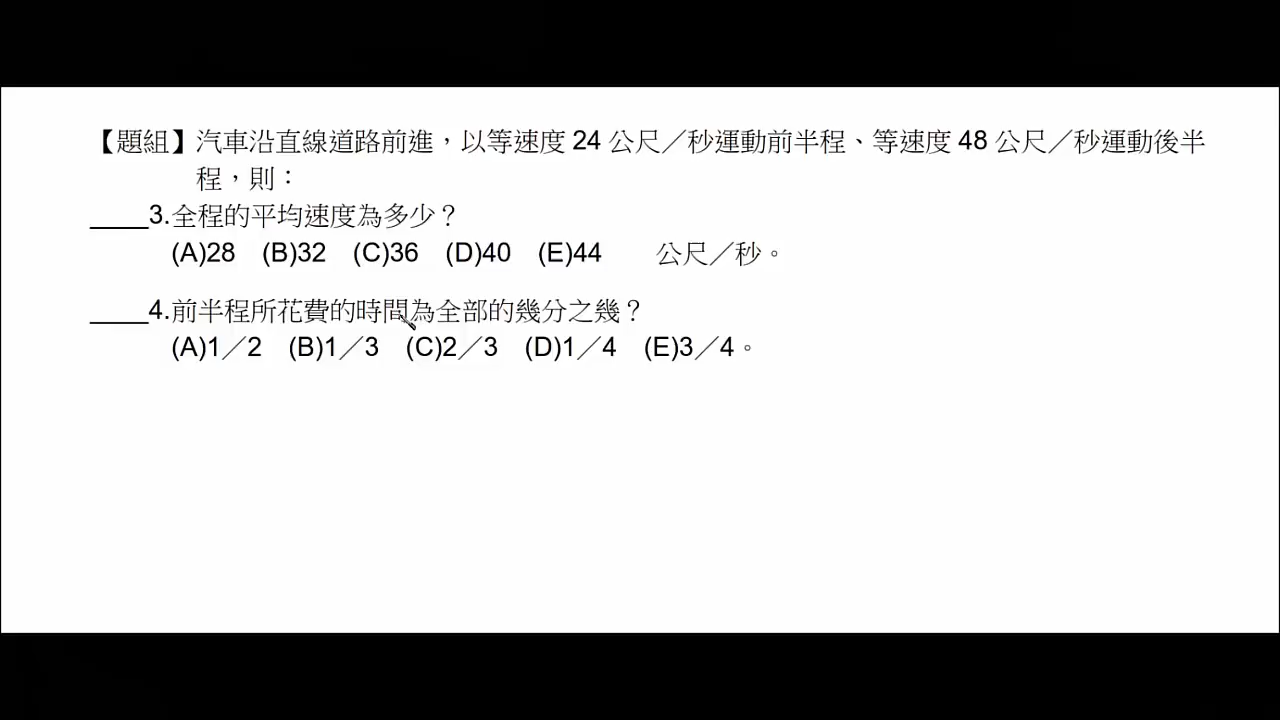 【題組】汽車沿直線道路前進，以等速度 24 公尺／秒運動前半程、等速度 48 公尺／秒運動後半
程，則：
____3.全程的平均速度為多少？
(A)28 (B)32 (C)36 (D)40 (E)44 公尺／秒。
____4.前半程所花費的時間為全部的幾分之幾？
(A)1／2 (B)1／3 (C)2／3 (D)1／4 (E)3／4。